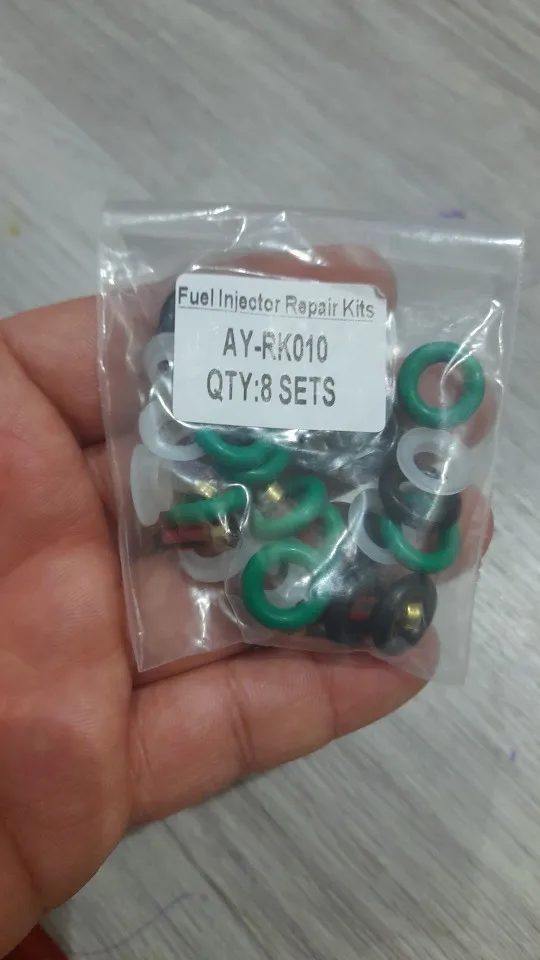 Fuel Injector Repair Kits
AY-RK010
QTY:8 SETS